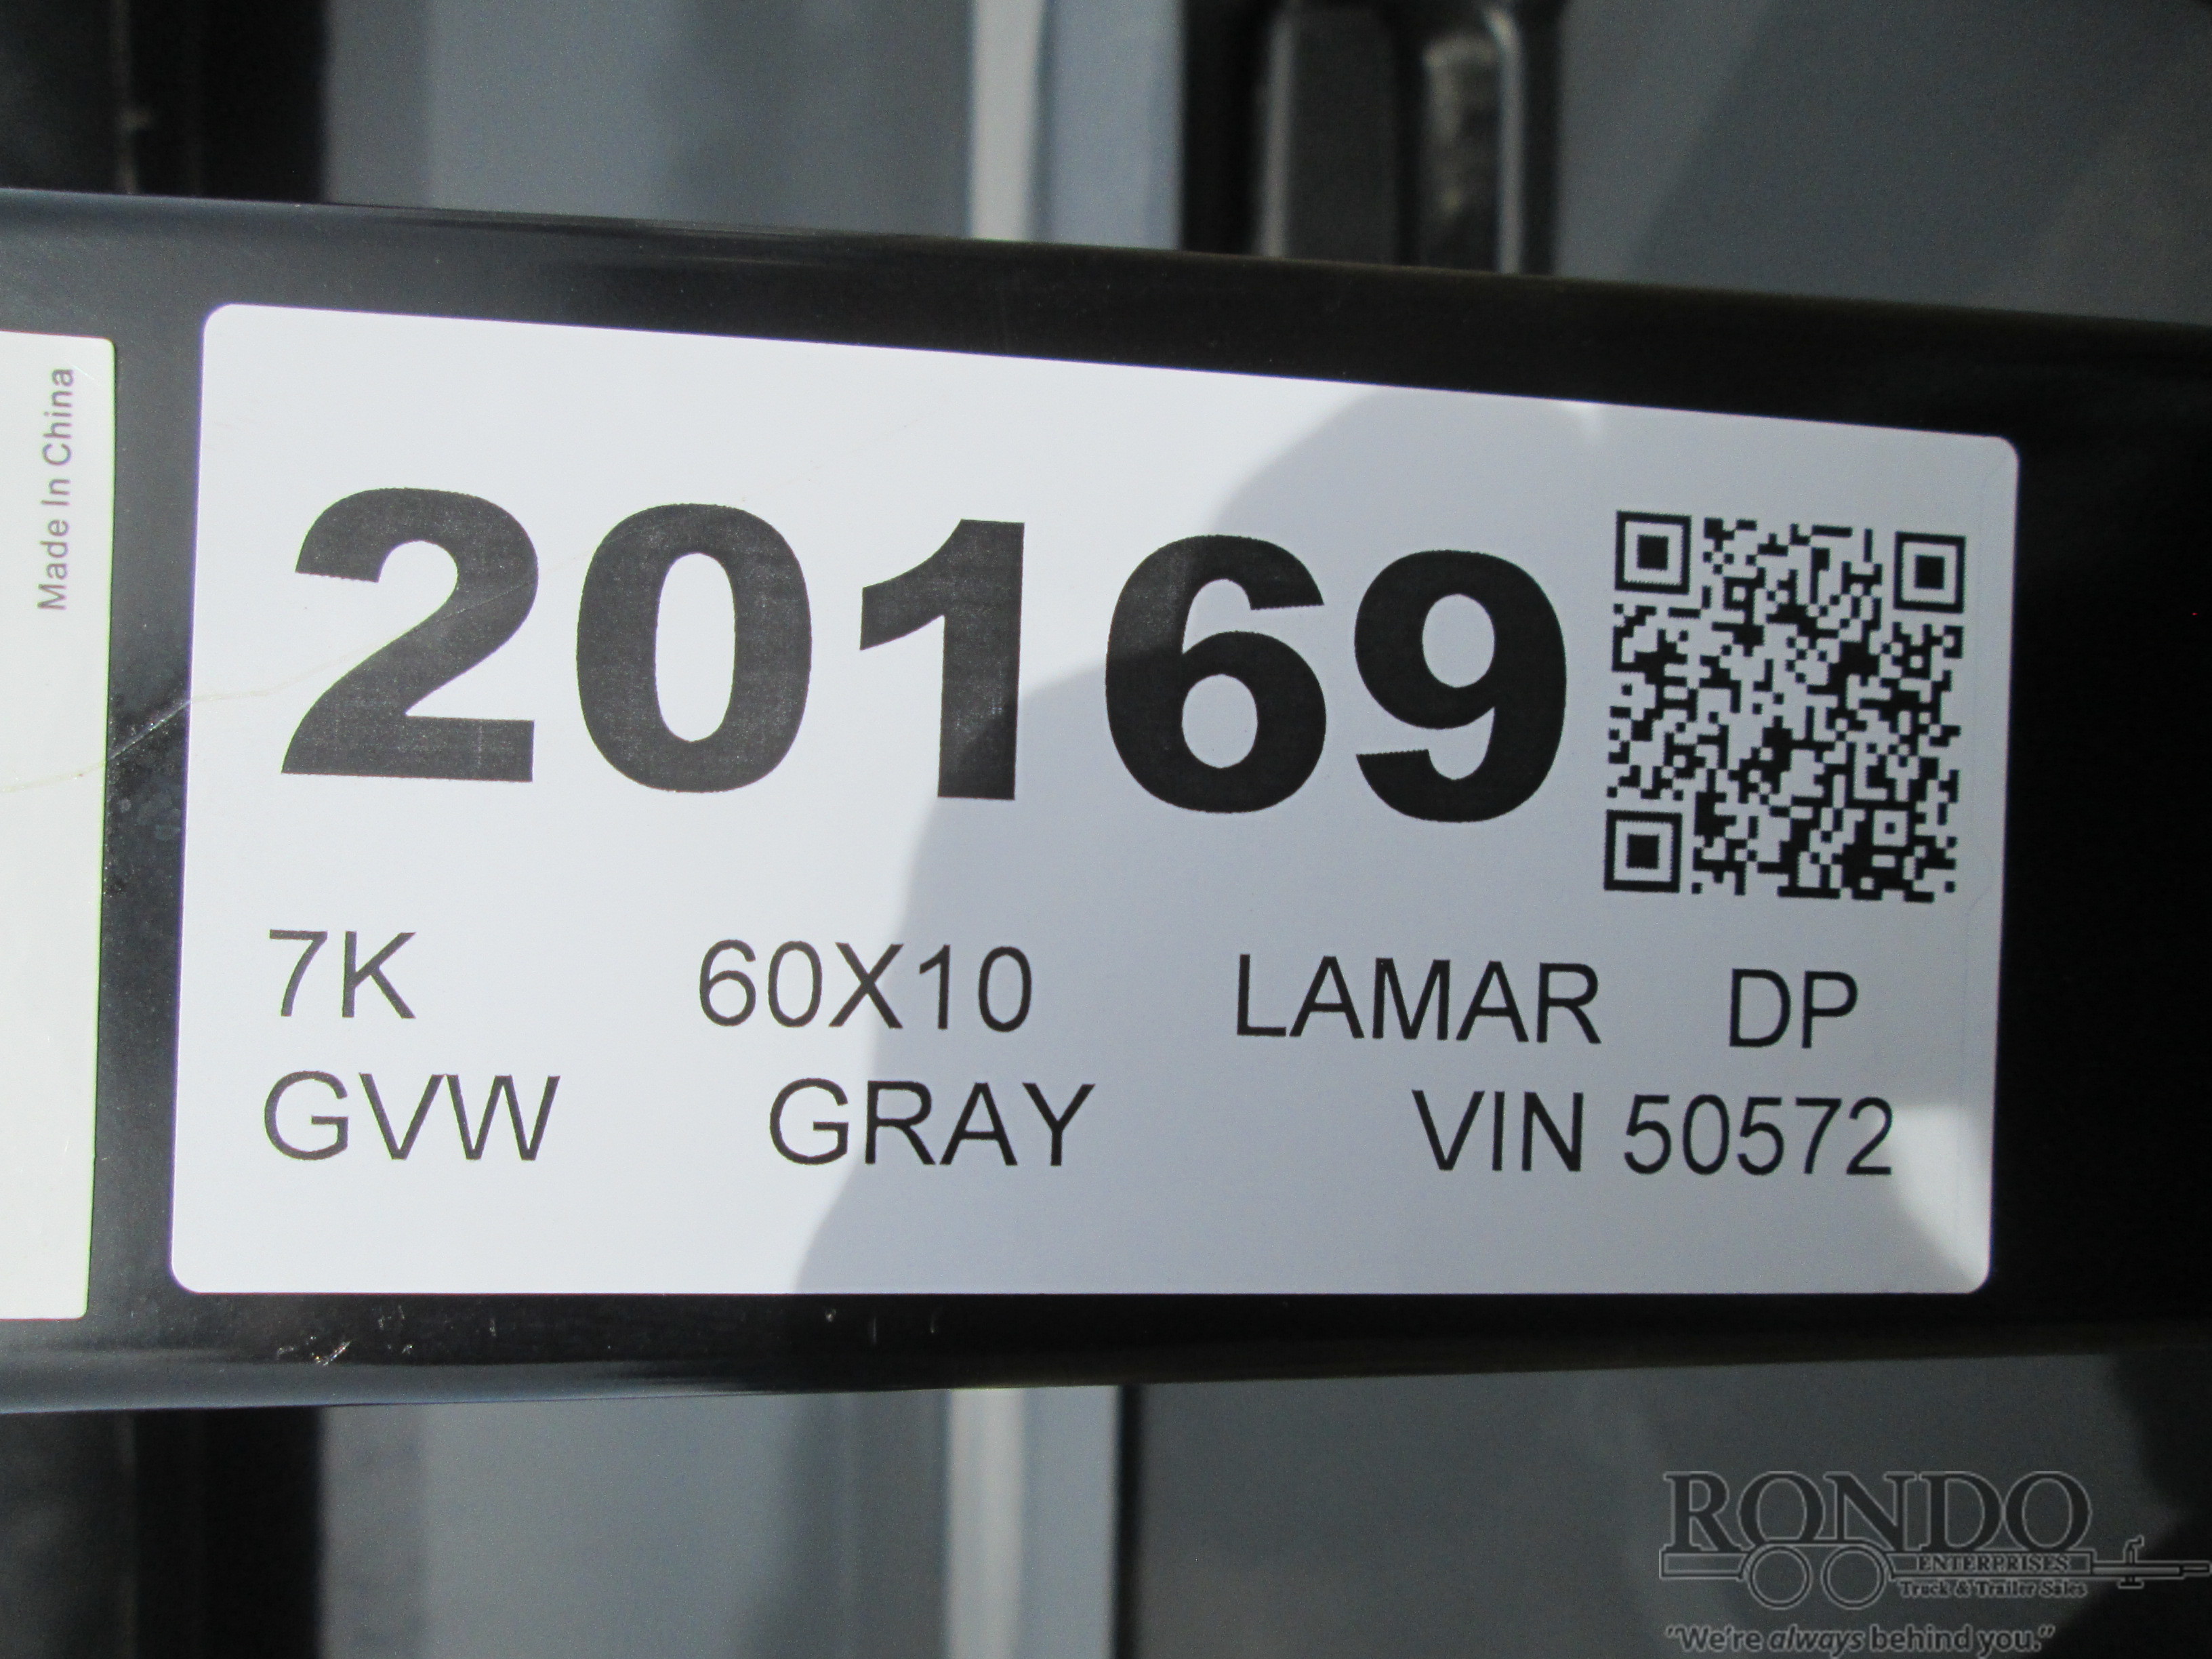 Made In China
20169
7K 60X10 LAMAR DP
GVW GRAY VIN 50572
RONDO
ENTERPRISES
Truck & Trailer Sales
"We're always behind you."